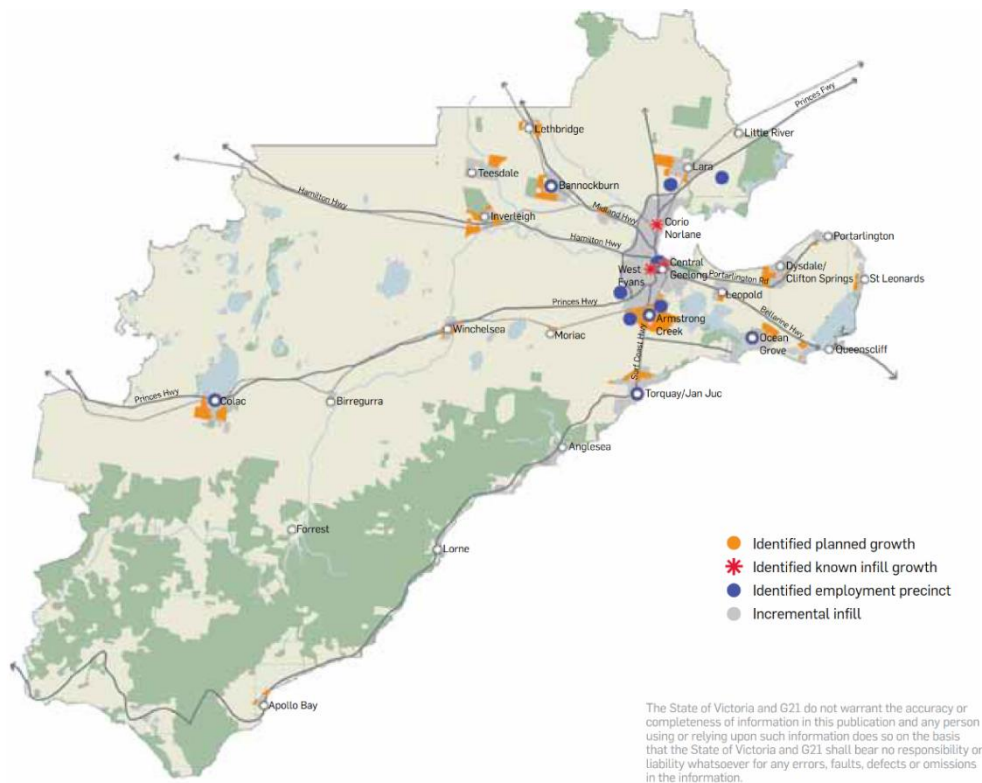 Princes Fwy
Little River
Lethbridge
Teesdale
Bannockburn
Lara
Hamilton Hwy
Inverleigh
Midland Hwy
Corio
Norlane
Hamilton Hwy
Portarlington
West
Fyans
Central
Geelong
Portarlington Rd
Dysdale/
Clifton Springs
St Leonards
Leopold
Princes Hwy
Bellarine Hwy
Armstrong
Creek
Winchelsea
Moriac
Surf Coast Hwy
Ocean
Grove
Queenscliff
Princes Hwy
Colac
Birregurra
Torquay/Jan Juc
Anglesea
Forrest
Lorne
Apollo Bay
Identified planned growth
Identified known infill growth
Identified employment precinct
Incremental infill
The State of Victoria and G21 do not warrant the accuracy or
completeness of information in this publication and any person
using or relying upon such information does so on the basis
that the State of Victoria and G21 shall bear no responsibility or
liability whatsoever for any errors, faults, defects or omissions
in the information.